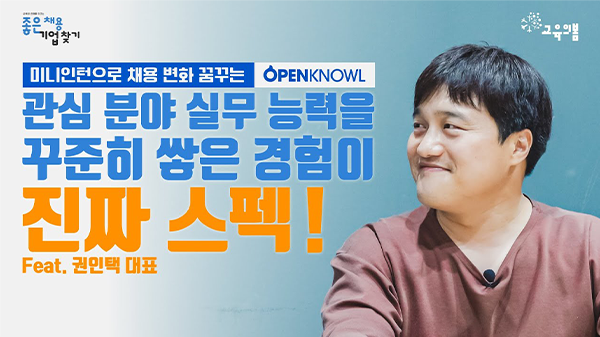 좋은 채용
기업 찾기
교육의봄
미니인턴으로 채용 변화 꿈꾸는 OPENKNOWL
관심 분야 실무 능력을
꾸준히 쌓은 경험이
진짜 스펙!
Feat. 권인택 대표